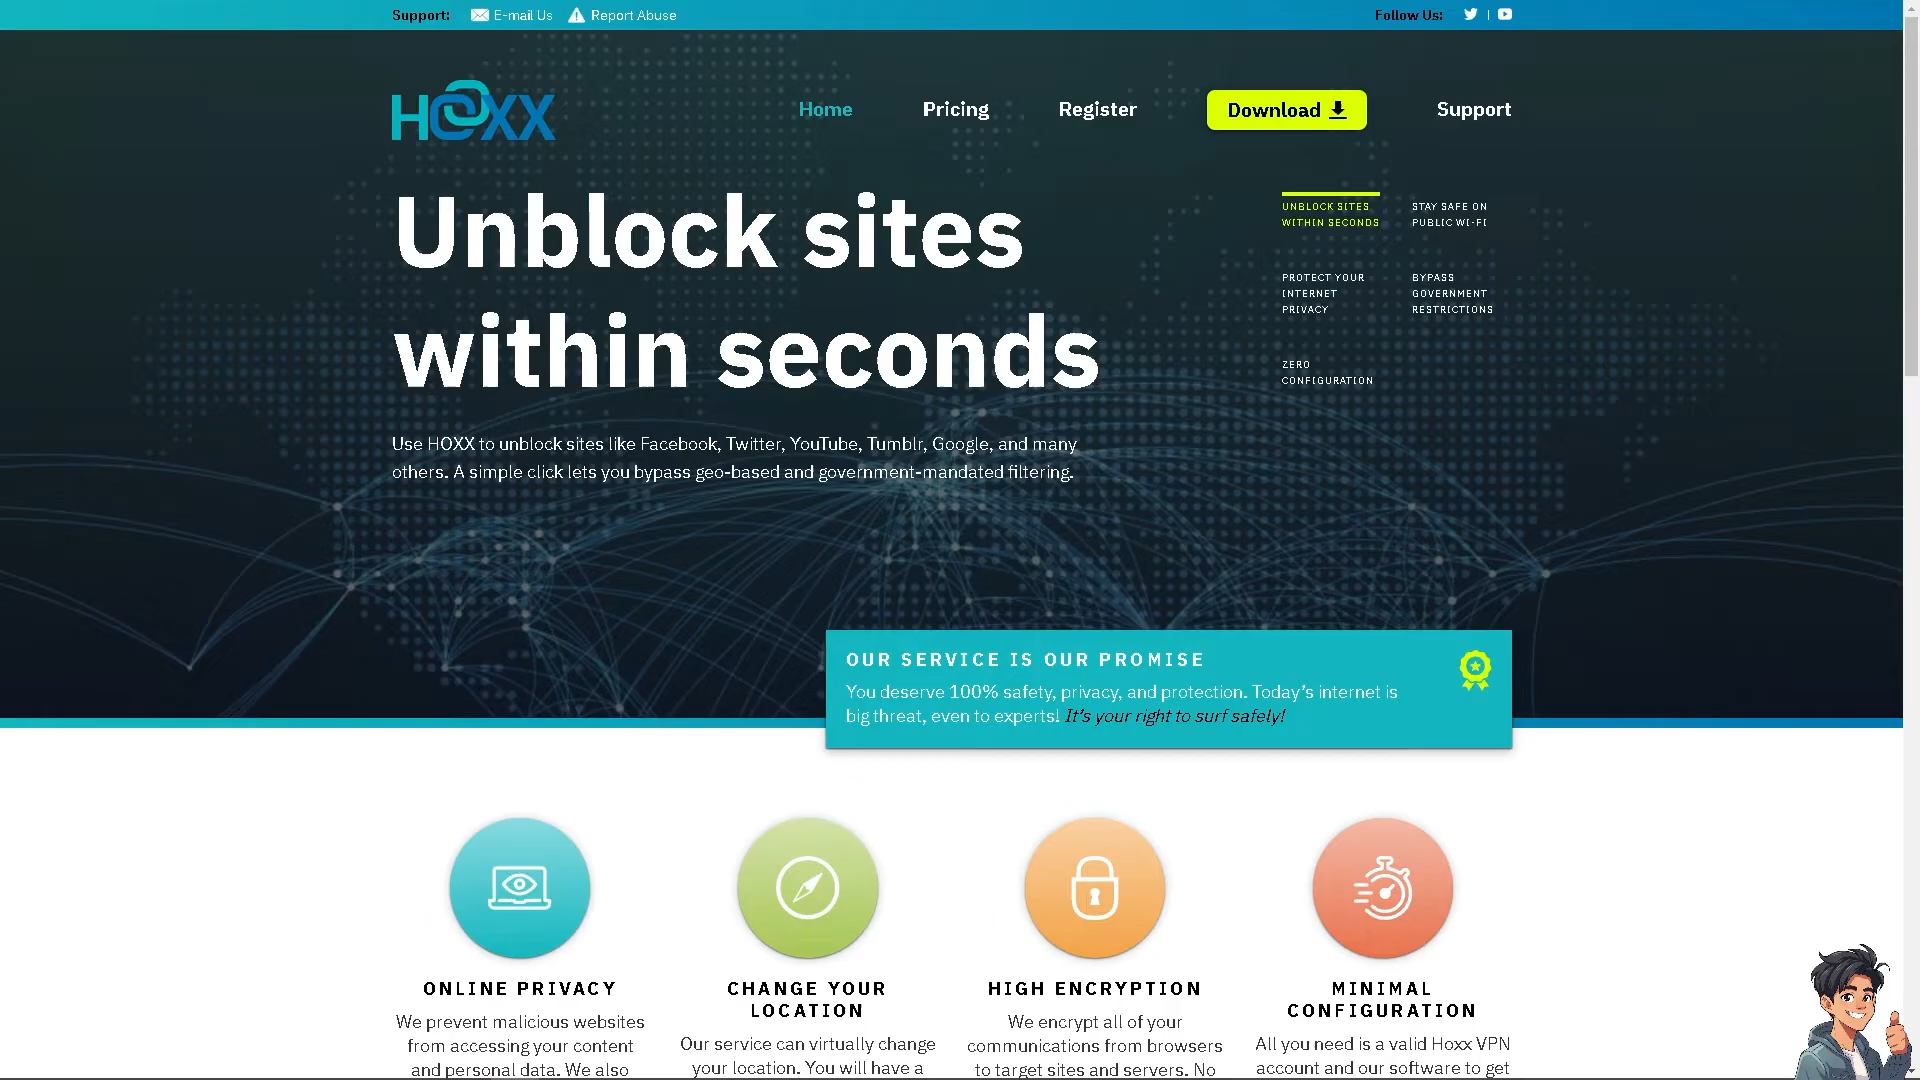 Support: E-mail Us Report Abuse Follow Us: |
HOXX Home Pricing Register Download Support
Unblock sites
within seconds
UNBLOCK SITES
WITHIN SECONDS
STAY SAFE ON
PUBLIC WI-FI
PROTECT YOUR
INTERNET
PRIVACY
BYPASS
GOVERNMENT
RESTRICTIONS
ZERO
CONFIGURATION
Use HOXX to unblock sites like Facebook, Twitter, YouTube, Tumblr, Google, and many
others. A simple click lets you bypass geo-based and government-mandated filtering.
OUR SERVICE IS OUR PROMISE
You deserve 100% safety, privacy, and protection. Today's internet is
big threat, even to experts! It's your right to surf safely!
ONLINE PRIVACY
We prevent malicious websites
from accessing your content
and personal data. We also
CHANGE YOUR
LOCATION
Our service can virtually change
your location. You will have a
HIGH ENCRYPTION
We encrypt all of your
communications from browsers
to target sites and servers. No
MINIMAL
CONFIGURATION
All you need is a valid Hoxx VPN
account and our software to get